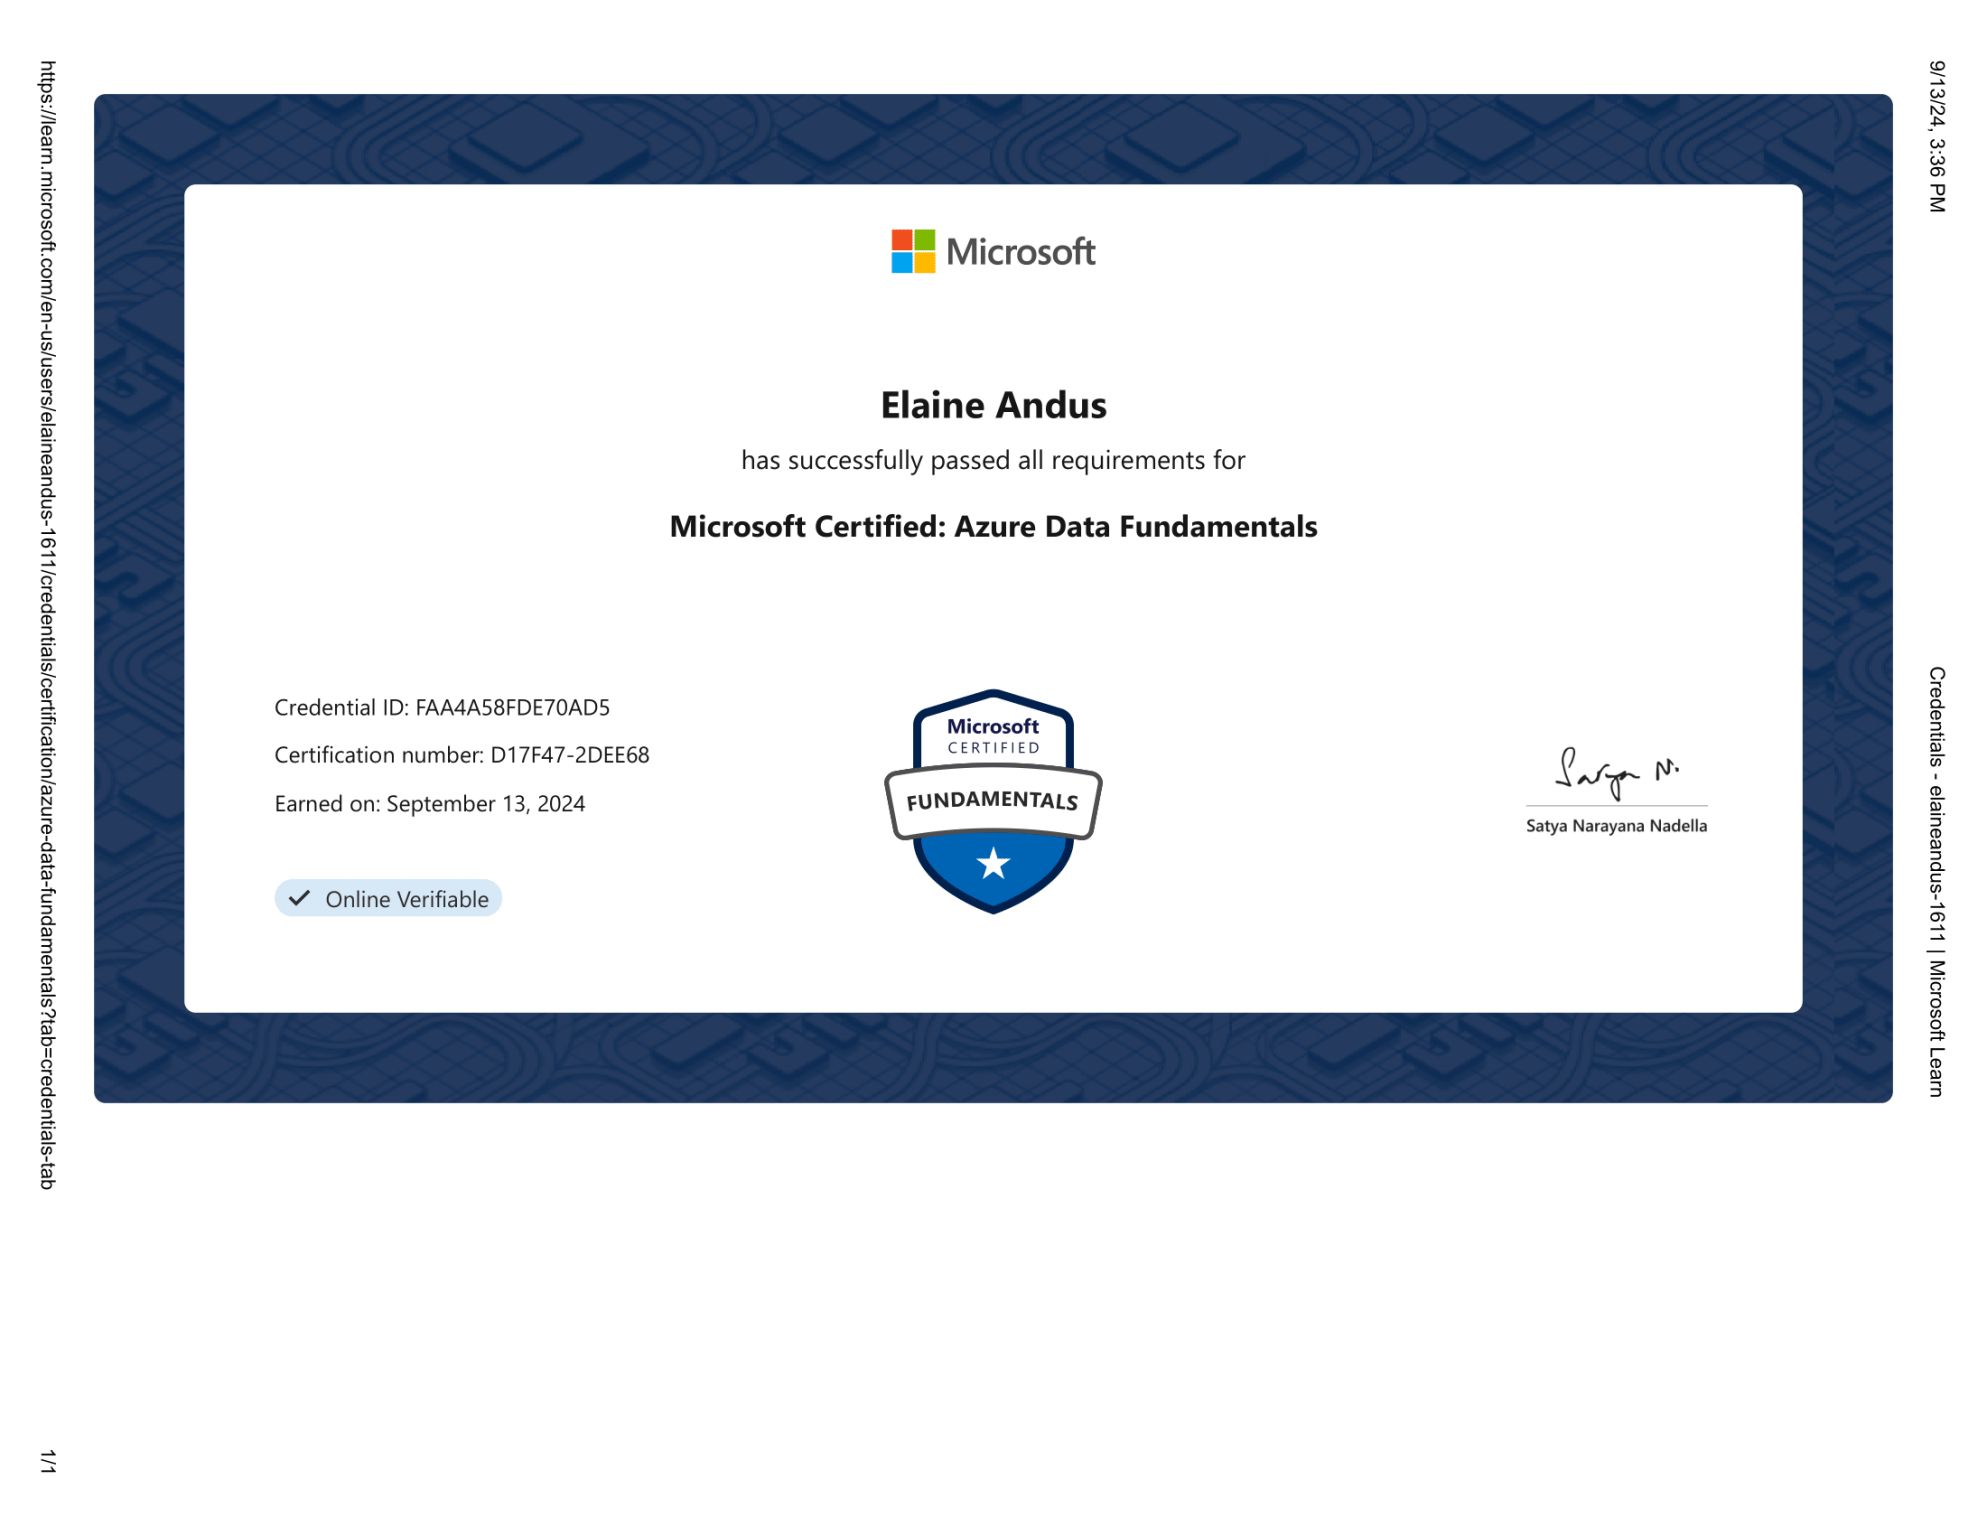 9/13/24, 3:36 PM
Credentials - elaineandus-1611 | Microsoft Learn
Microsoft
Elaine Andus
has successfully passed all requirements for
Microsoft Certified: Azure Data Fundamentals
Credential ID: FAA4A58FDE70AD5
Certification number: D17F47-2DEE68
Earned on: September 13, 2024
Online Verifiable
Microsoft
CERTIFIED
FUNDAMENTALS
Satya N.
Satya Narayana Nadella
https://learn.microsoft.com/en-us/users/elaineandus-1611/credentials/certification/azure-data-fundamentals?tab=credentials-tab
1/1